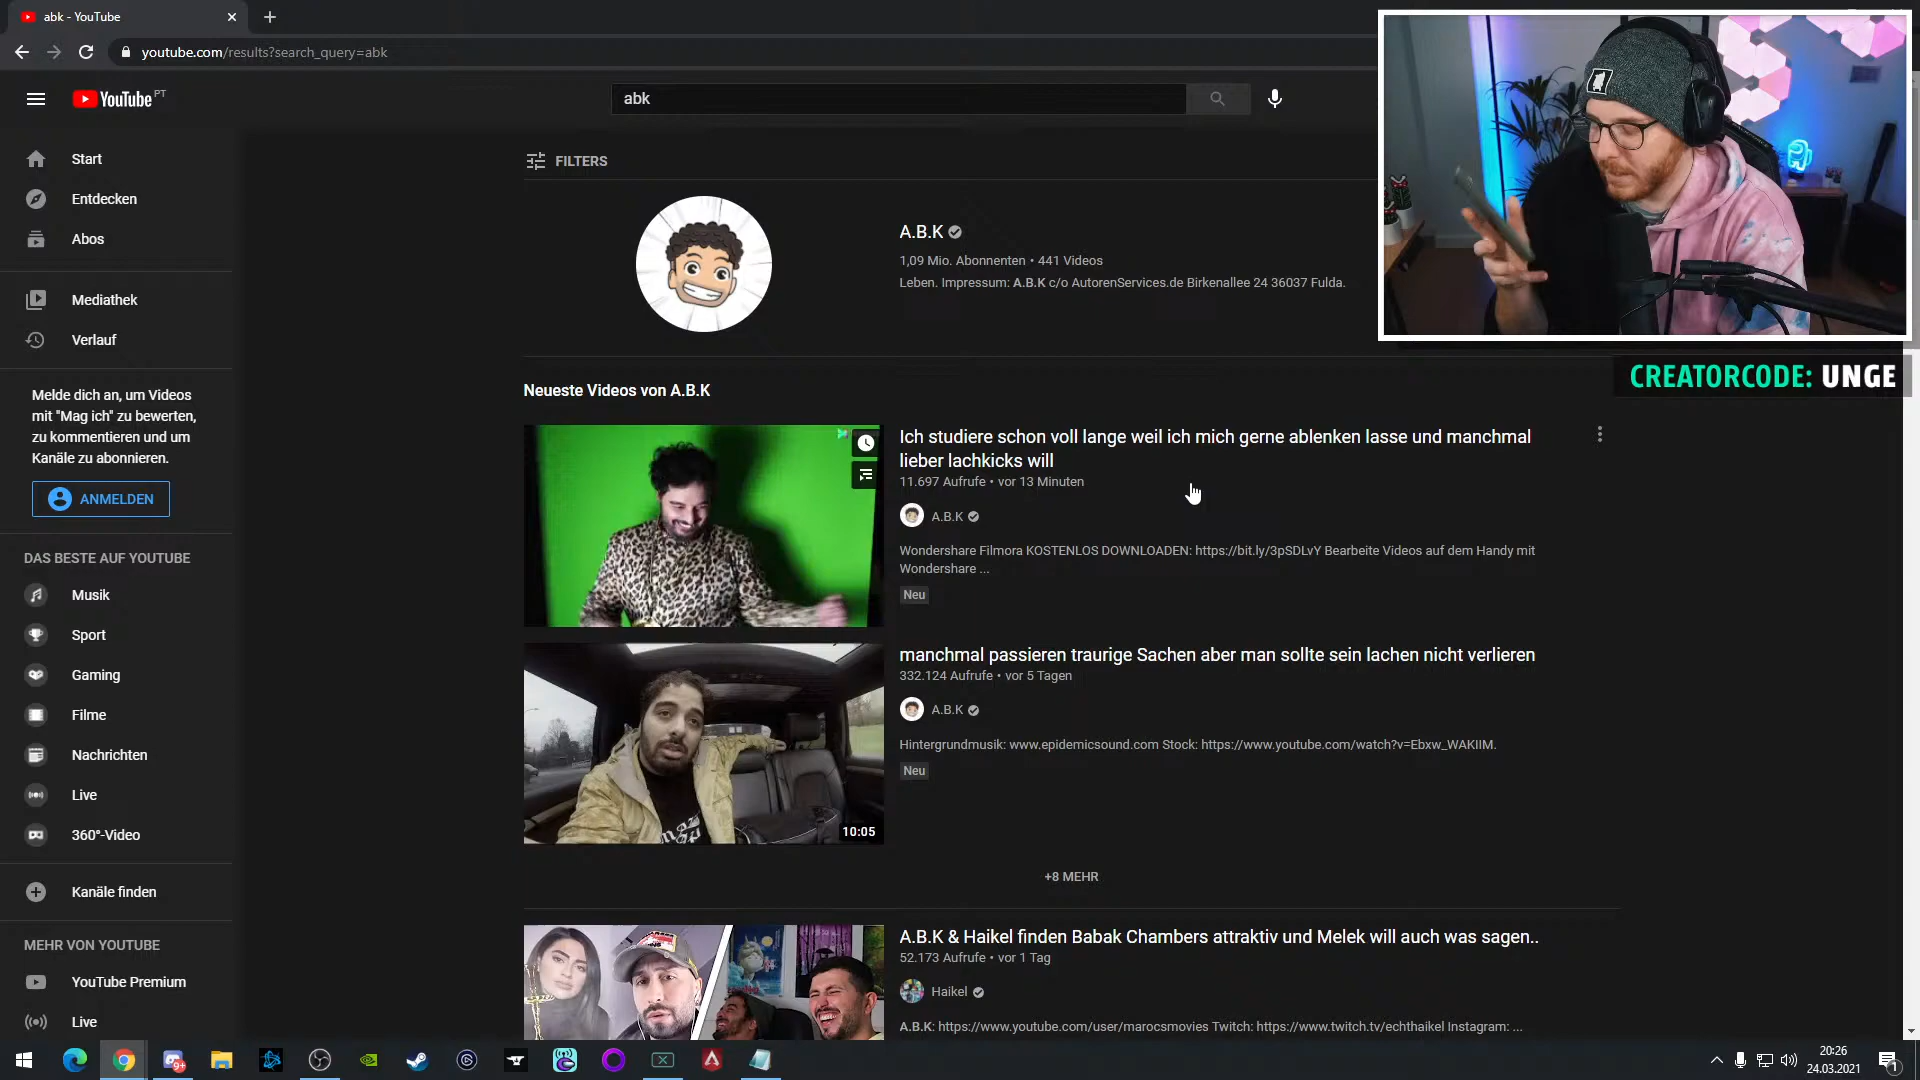 abk - YouTube
youtube.com/results?search_query=abk
YouTube PT
abk
Start
Entdecken
Abos
Mediathek
Verlauf
Melde dich an, um Videos
mit "Mag ich" zu bewerten,
zu kommentieren und um
Kanäle zu abonnieren.
ANMELDEN
DAS BESTE AUF YOUTUBE
Musik
Sport
Gaming
Filme
Nachrichten
Live
360°-Video
Kanäle finden
MEHR VON YOUTUBE
YouTube Premium
Live
FILTERS
A.B.K
1,09 Mio. Abonnenten • 441 Videos
Leben. Impressum: A.B.K c/o AutorenServices.de Birkenallee 24 36037 Fulda.
CREATORCODE: UNGE
Neueste Videos von A.B.K
Ich studiere schon voll lange weil ich mich gerne ablenken lasse und manchmal
lieber lachkicks will
11.697 Aufrufe • vor 13 Minuten
A.B.K
Wondershare Filmora KOSTENLOS DOWNLOADEN: https://bit.ly/3pSDLvY Bearbeite Videos auf dem Handy mit
Wondershare ...
Neu
10:05
manchmal passieren traurige Sachen aber man sollte sein lachen nicht verlieren
332.124 Aufrufe • vor 5 Tagen
A.B.K
Hintergrundmusik: www.epidemicsound.com Stock: https://www.youtube.com/watch?v=Ebxw_WAKIIM.
Neu
+8 MEHR
A.B.K & Haikel finden Babak Chambers attraktiv und Melek will auch was sagen..
52.173 Aufrufe • vor 1 Tag
Haikel
A.B.K: https://www.youtube.com/user/marocsmovies Twitch: https://www.twitch.tv/echthaikel Instagram: ...
9+
20:26
24.03.2021
1